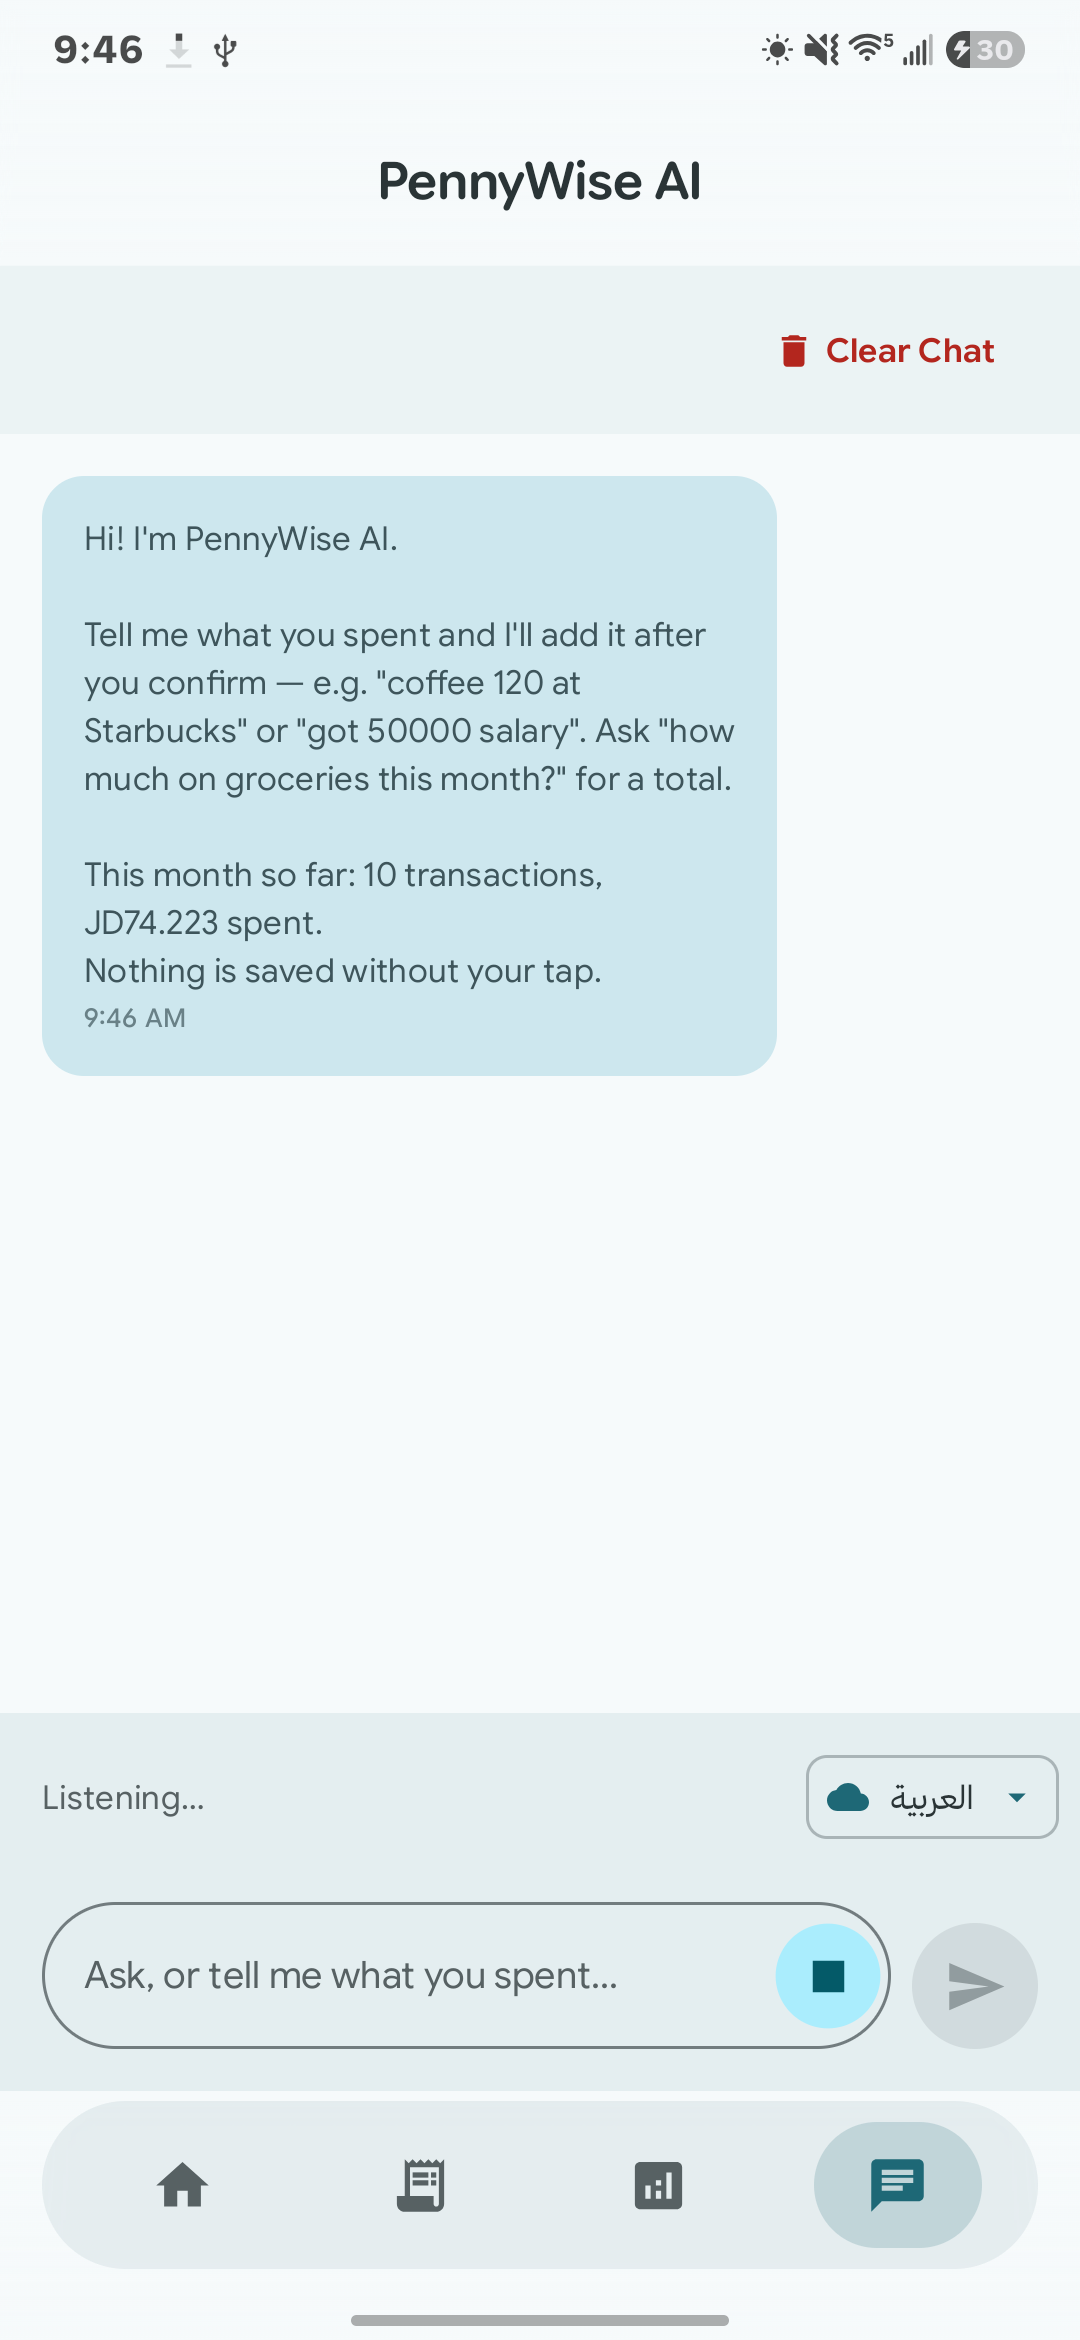 9:46
5
30
PennyWise AI
Clear Chat
Hi! I'm PennyWise AI.
Tell me what you spent and I'll add it after
you confirm — e.g. "coffee 120 at
Starbucks" or "got 50000 salary". Ask "how
much on groceries this month?" for a total.
This month so far: 10 transactions,
JD74.223 spent.
Nothing is saved without your tap.
9:46 AM
Listening...
العربية
Ask, or tell me what you spent...